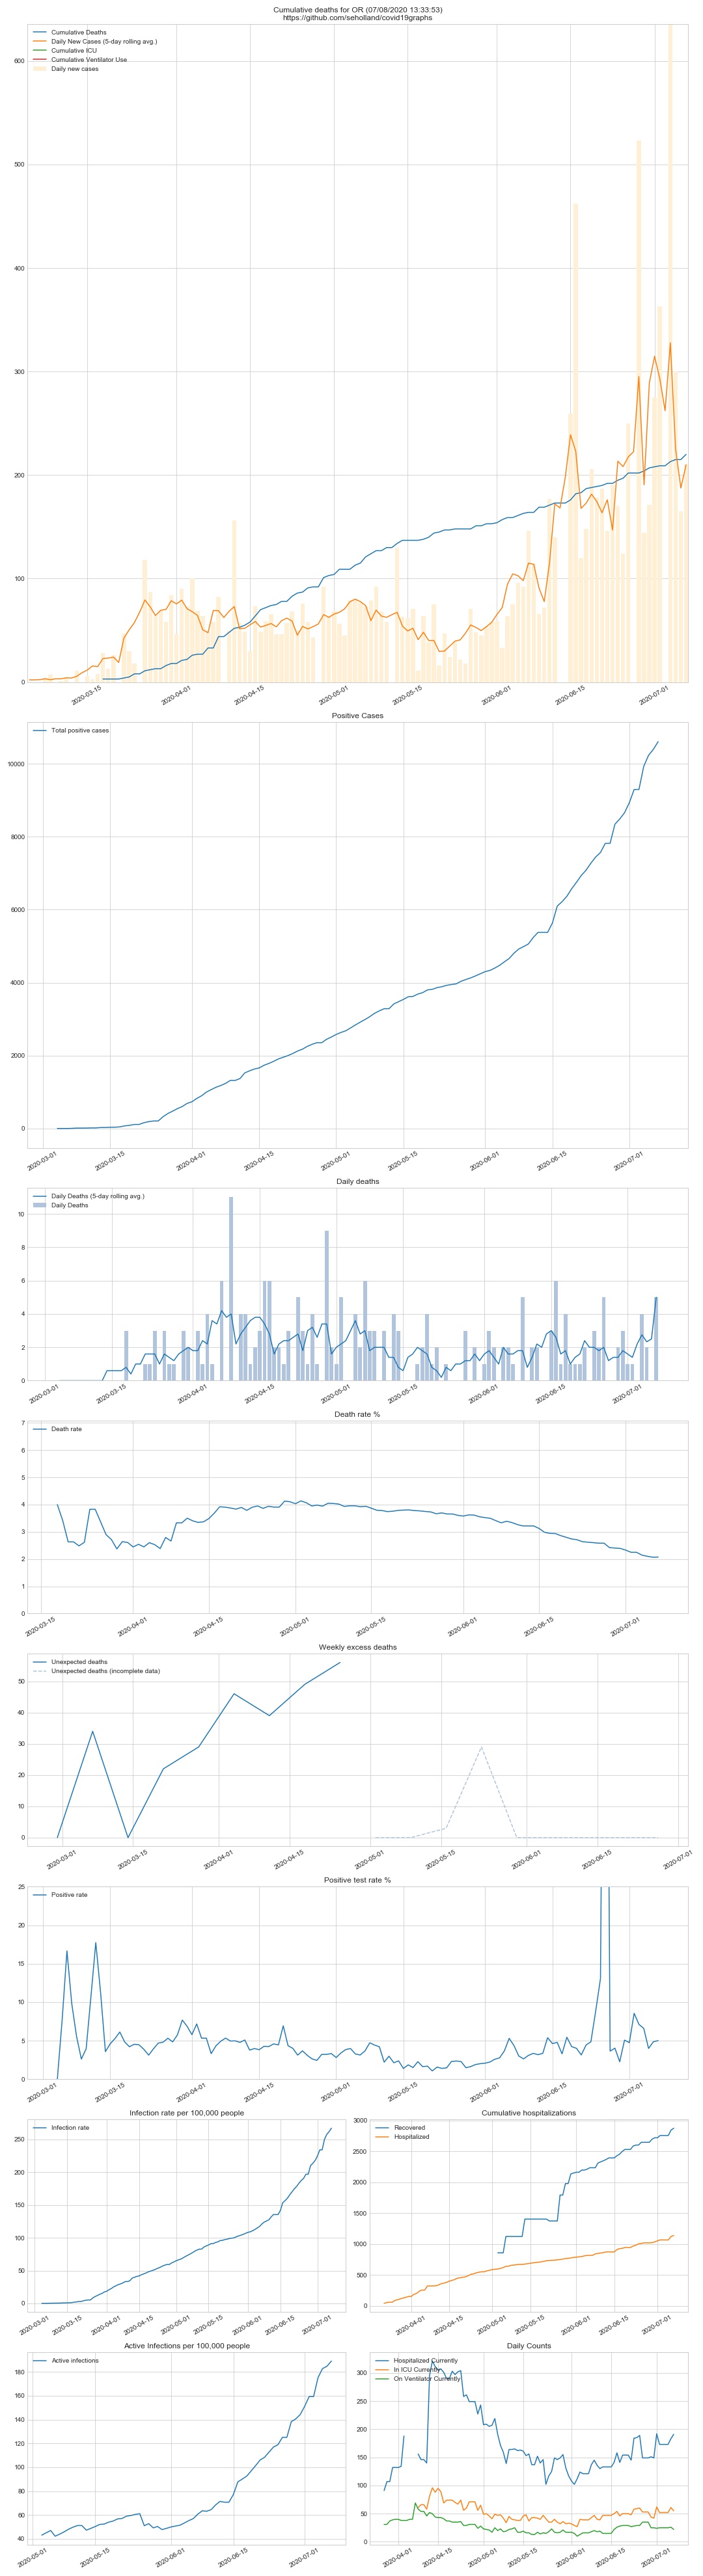 Cumulative deaths for OR (07/08/2020 13:33:53)
https://github.com/seholland/covid19graphs
Cumulative Deaths
Daily New Cases (5-day rolling avg.)
Cumulative ICU
Cumulative Ventilator Use
Daily new cases
600
500
400
300
200
100
0
2020-03-15 2020-04-01 2020-04-15 2020-05-01 2020-05-15 2020-06-01 2020-06-15 2020-07-01
Positive Cases
Total positive cases
10000
8000
6000
4000
2000
0
2020-03-01 2020-03-15 2020-04-01 2020-04-15 2020-05-01 2020-05-15 2020-06-01 2020-06-15 2020-07-01
Daily deaths
Daily Deaths (5-day rolling avg.)
Daily Deaths
10
8
6
4
2
0
2020-03-01 2020-03-15 2020-04-01 2020-04-15 2020-05-01 2020-05-15 2020-06-01 2020-06-15 2020-07-01
Death rate %
Death rate
7
6
5
4
3
2
1
0
2020-03-15 2020-04-01 2020-04-15 2020-05-01 2020-05-15 2020-06-01 2020-06-15 2020-07-01
Weekly excess deaths
Unexpected deaths
Unexpected deaths (incomplete data)
50
40
30
20
10
0
2020-03-01 2020-03-15 2020-04-01 2020-04-15 2020-05-01 2020-05-15 2020-06-01 2020-06-15 2020-07-01
Positive test rate %
Positive rate
25
20
15
10
5
0
2020-03-01 2020-03-15 2020-04-01 2020-04-15 2020-05-01 2020-05-15 2020-06-01 2020-06-15 2020-07-01
Infection rate per 100,000 people
Infection rate
250
200
150
100
50
0
2020-03-01 2020-03-15 2020-04-01 2020-04-15 2020-05-01 2020-05-15 2020-06-01 2020-06-15 2020-07-01
Cumulative hospitalizations
Recovered
Hospitalized
3000
2500
2000
1500
1000
500
0
2020-04-01 2020-04-15 2020-05-01 2020-05-15 2020-06-01 2020-06-15 2020-07-01
Active Infections per 100,000 people
Active infections
180
160
140
120
100
80
60
40
2020-05-01 2020-05-15 2020-06-01 2020-06-15 2020-07-01
Daily Counts
Hospitalized Currently
In ICU Currently
On Ventilator Currently
300
250
200
150
100
50
0
2020-04-01 2020-04-15 2020-05-01 2020-05-15 2020-06-01 2020-06-15 2020-07-01